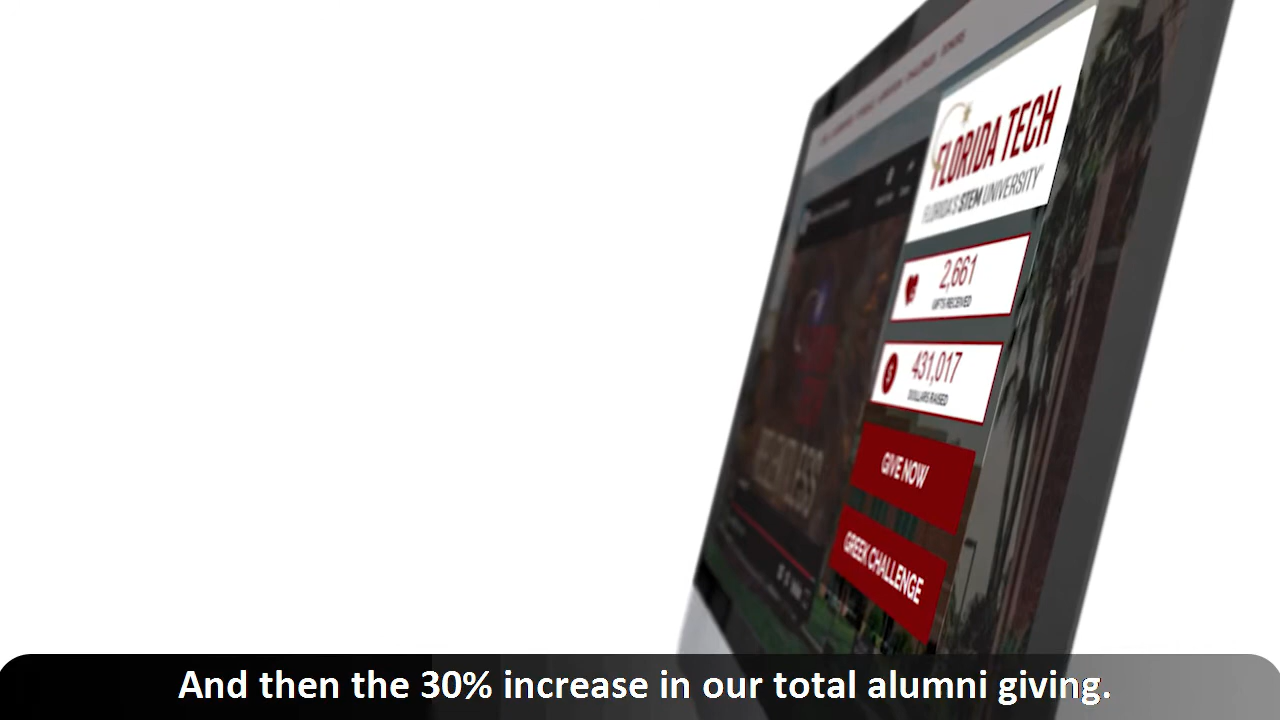 FLORIDA TECH
FLORIDA'S STEM UNIVERSITY
2,661
GIFTS RECEIVED
431,017
DOLLARS RAISED
GIVE NOW
GREEK CHALLENGE
And then the 30% increase in our total alumni giving.